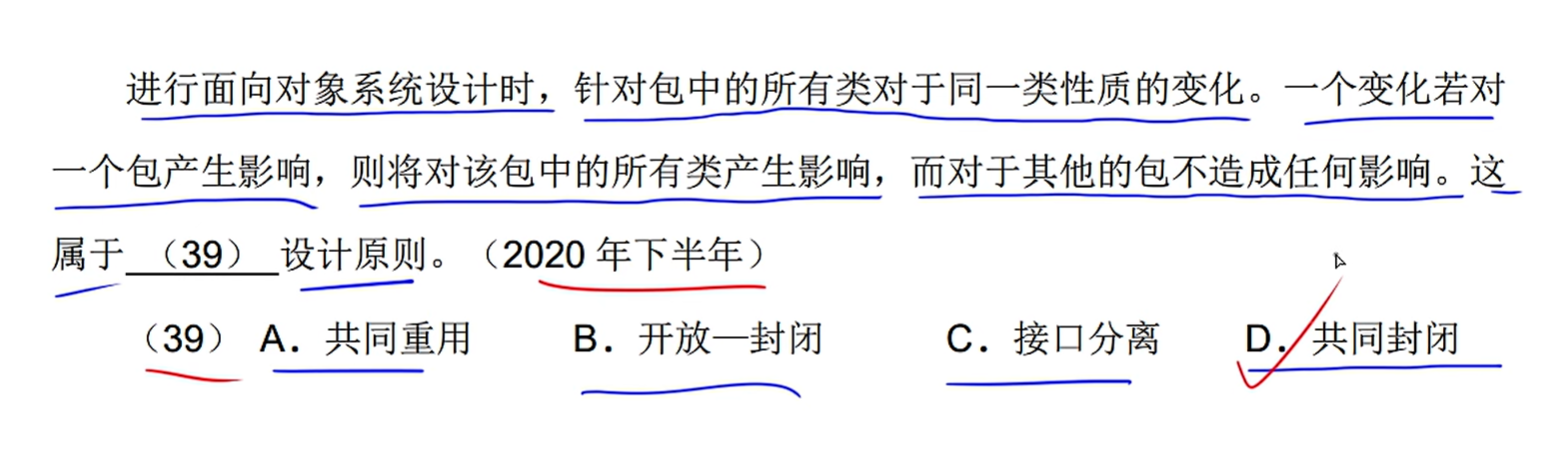 进行面向对象系统设计时，针对包中的所有类对于同一类性质的变化。一个变化若对
一个包产生影响，则将对该包中的所有类产生影响，而对于其他的包不造成任何影响。这
属于 （39） 设计原则。（2020 年下半年）
（39） A．共同重用 B．开放—封闭 C．接口分离 D．共同封闭